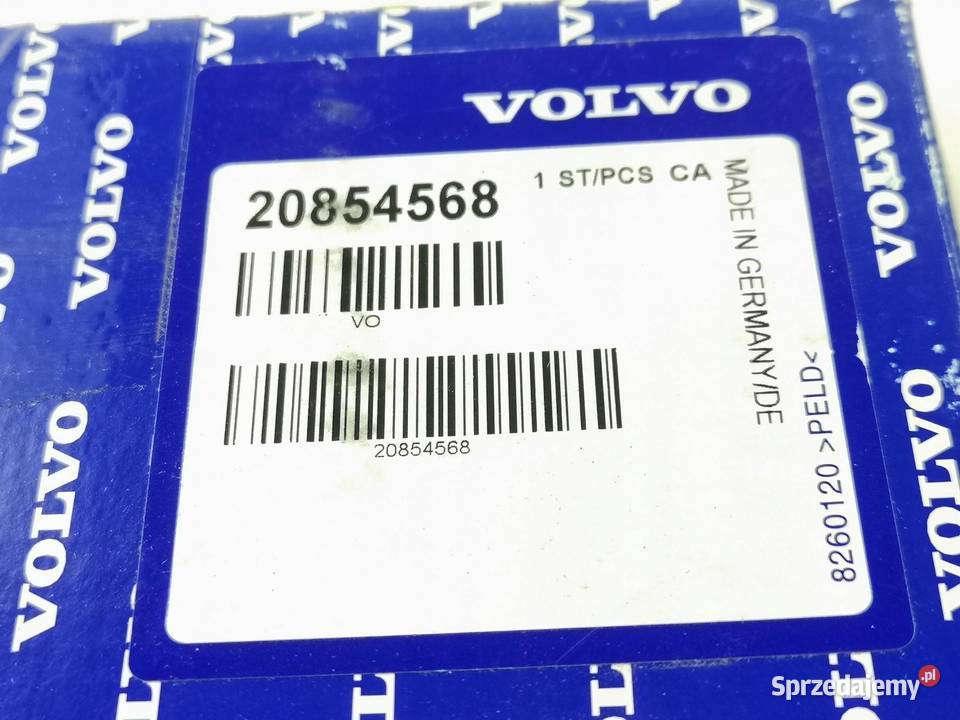 VOLVO
20854568
1 ST/PCS CA
VO
20854568
MADE IN GERMANY/DE
8260120 >PELD<
VOLVO
VOLVO
VOLVO
VOLVO
VOLVO
Sprzedajemy.pl